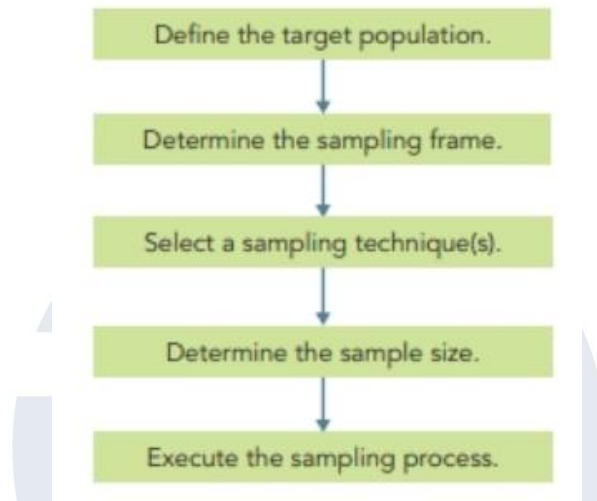 Define the target population.
Determine the sampling frame.
Select a sampling technique(s).
Determine the sample size.
Execute the sampling process.